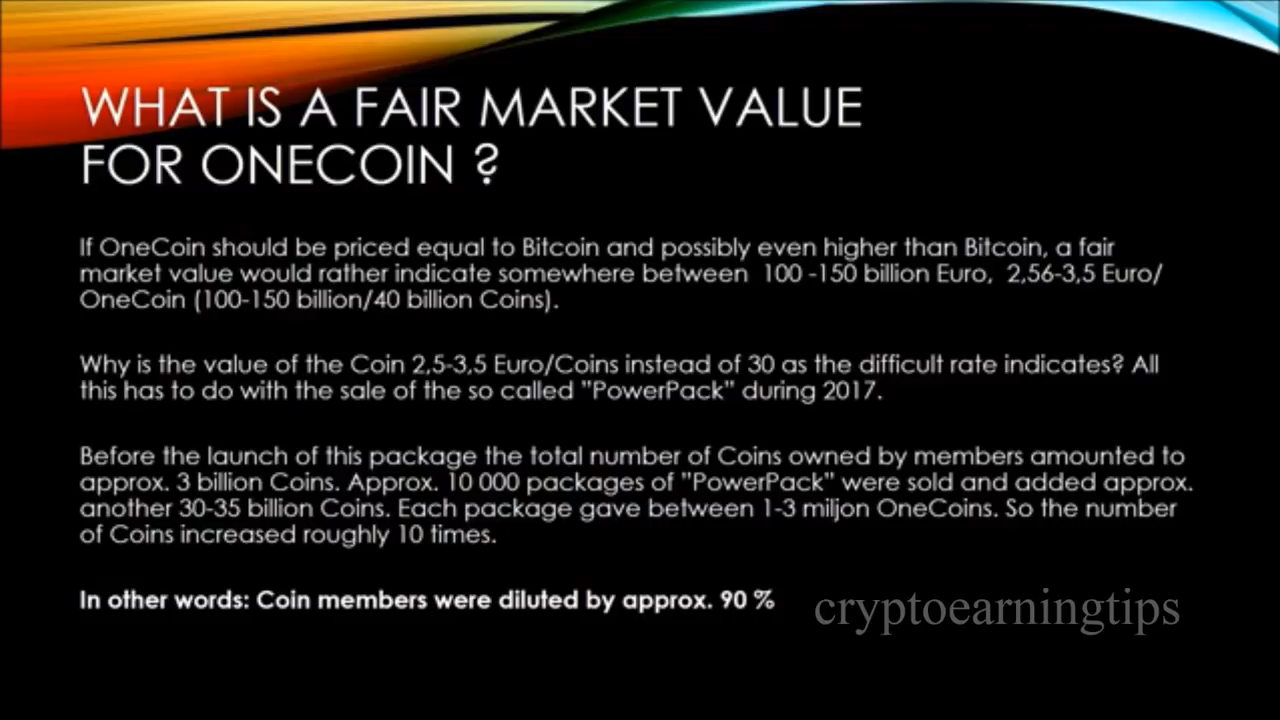 WHAT IS A FAIR MARKET VALUE
FOR ONECOIN ?
If OneCoin should be priced equal to Bitcoin and possibly even higher than Bitcoin, a fair
market value would rather indicate somewhere between 100 -150 billion Euro, 2,56-3,5 Euro/
OneCoin (100-150 billion/40 billion Coins).
Why is the value of the Coin 2,5-3,5 Euro/Coins instead of 30 as the difficult rate indicates? All
this has to do with the sale of the so called "PowerPack" during 2017.
Before the launch of this package the total number of Coins owned by members amounted to
approx. 3 billion Coins. Approx. 10 000 packages of "PowerPack" were sold and added approx.
another 30-35 billion Coins. Each package gave between 1-3 miljon OneCoins. So the number
of Coins increased roughly 10 times.
In other words: Coin members were diluted by approx. 90 %
cryptoearningtips